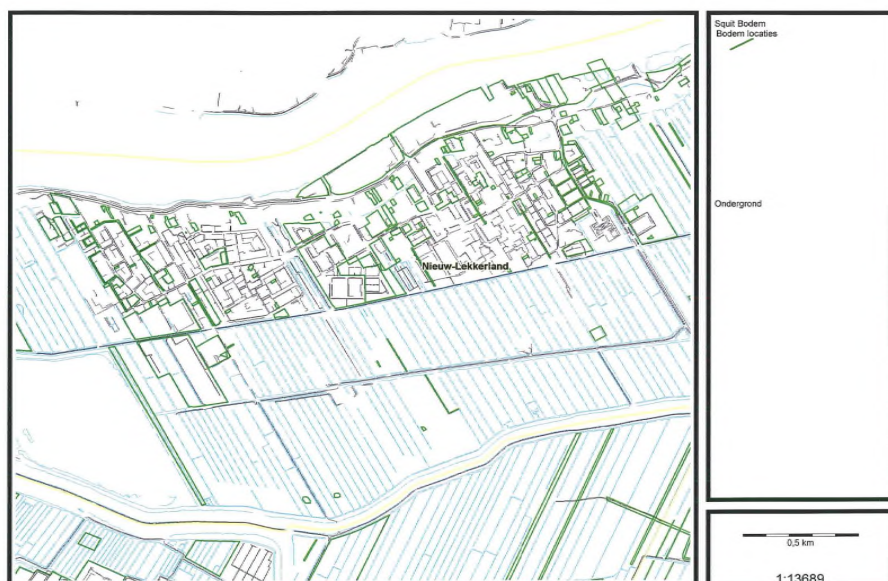 Squit Bodem
Bodem locaties
Ondergrond
Nieuw-Lekkerland
0,5 km
1:13689